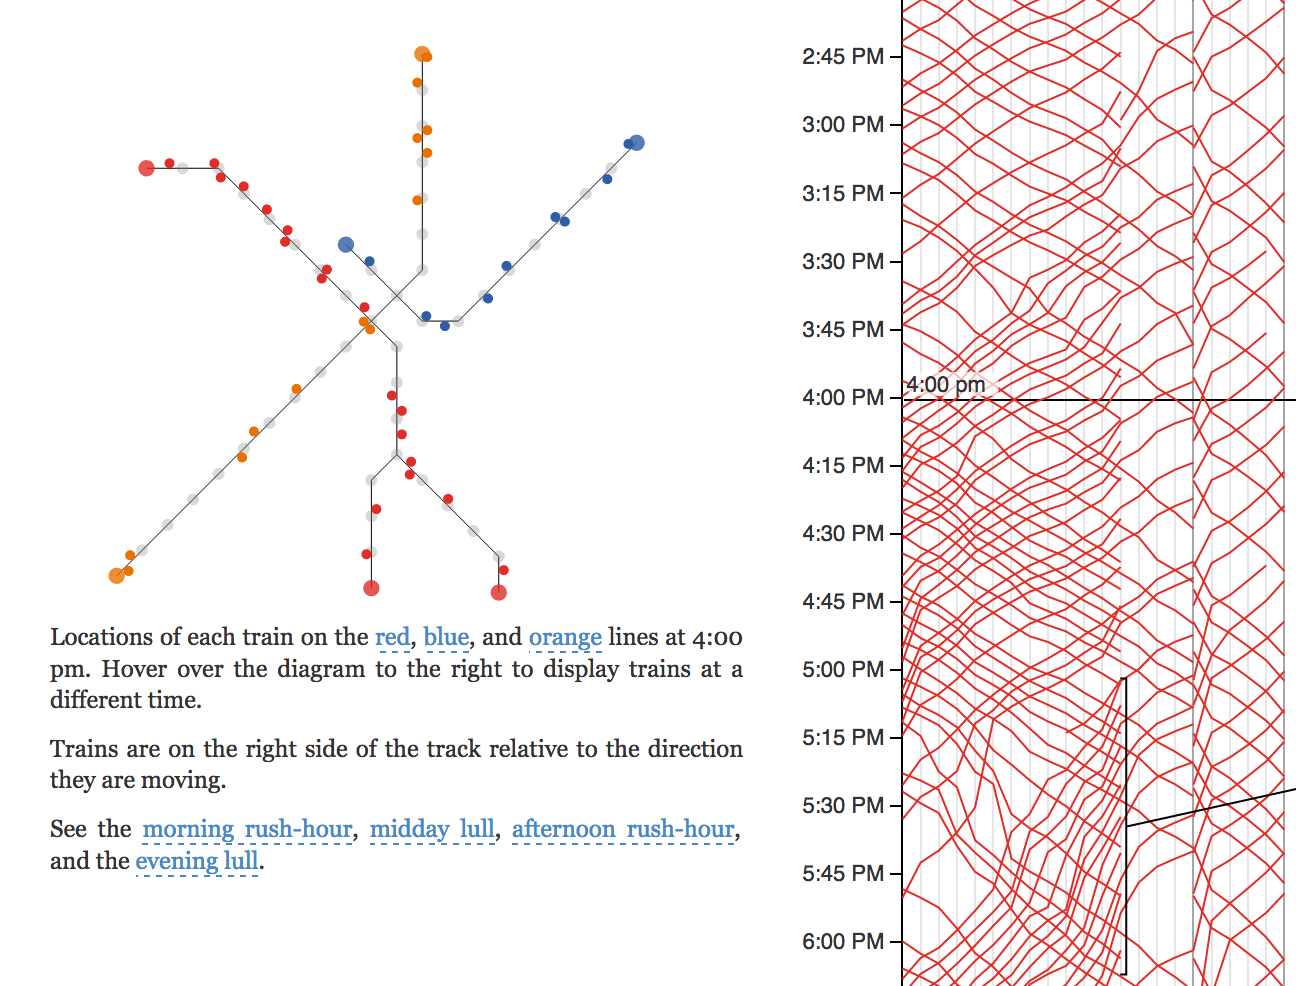 Locations of each train on the red, blue, and orange lines at 4:00
pm. Hover over the diagram to the right to display trains at a
different time.
Trains are on the right side of the track relative to the direction
they are moving.
See the morning rush-hour, midday lull, afternoon rush-hour,
and the evening lull.
2:45 PM
3:00 PM
3:15 PM
3:30 PM
3:45 PM
4:00 pm
4:00 PM
4:15 PM
4:30 PM
4:45 PM
5:00 PM
5:15 PM
5:30 PM
5:45 PM
6:00 PM